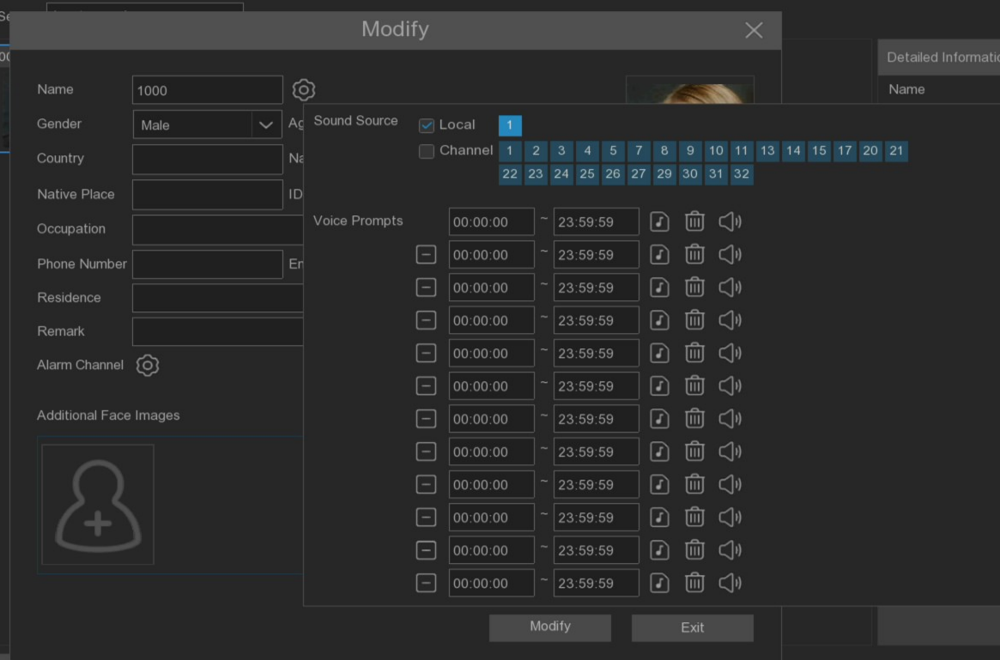 Modify
Detailed Informatio
Name 1000
Name
Gender Male Ag
Sound Source Local 1
Channel 1 2 3 4 5 7 8 9 10 11 13 14 15 17 20 21
22 23 24 25 26 27 29 30 31 32
Country Na
Native Place ID
Occupation
Phone Number En
Residence
Remark
Alarm Channel
Additional Face Images
Voice Prompts 00:00:00 ~ 23:59:59
00:00:00 ~ 23:59:59
00:00:00 ~ 23:59:59
00:00:00 ~ 23:59:59
00:00:00 ~ 23:59:59
00:00:00 ~ 23:59:59
00:00:00 ~ 23:59:59
00:00:00 ~ 23:59:59
00:00:00 ~ 23:59:59
00:00:00 ~ 23:59:59
00:00:00 ~ 23:59:59
00:00:00 ~ 23:59:59
Modify Exit